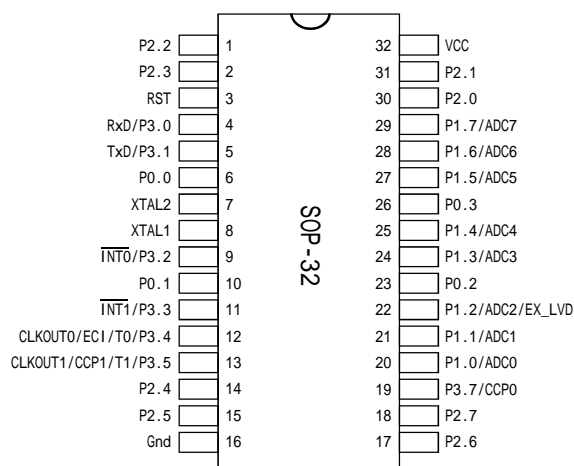 P2.2 1 32 VCC
P2.3 2 31 P2.1
RST 3 30 P2.0
RxD/P3.0 4 29 P1.7/ADC7
TxD/P3.1 5 28 P1.6/ADC6
P0.0 6 27 P1.5/ADC5
XTAL2 7 26 P0.3
XTAL1 8 25 P1.4/ADC4
INT0/P3.2 9 24 P1.3/ADC3
P0.1 10 23 P0.2
INT1/P3.3 11 22 P1.2/ADC2/EX_LVD
CLKOUT0/ECI/T0/P3.4 12 21 P1.1/ADC1
CLKOUT1/CCP1/T1/P3.5 13 20 P1.0/ADC0
P2.4 14 19 P3.7/CCP0
P2.5 15 18 P2.7
Gnd 16 17 P2.6
SOP-32